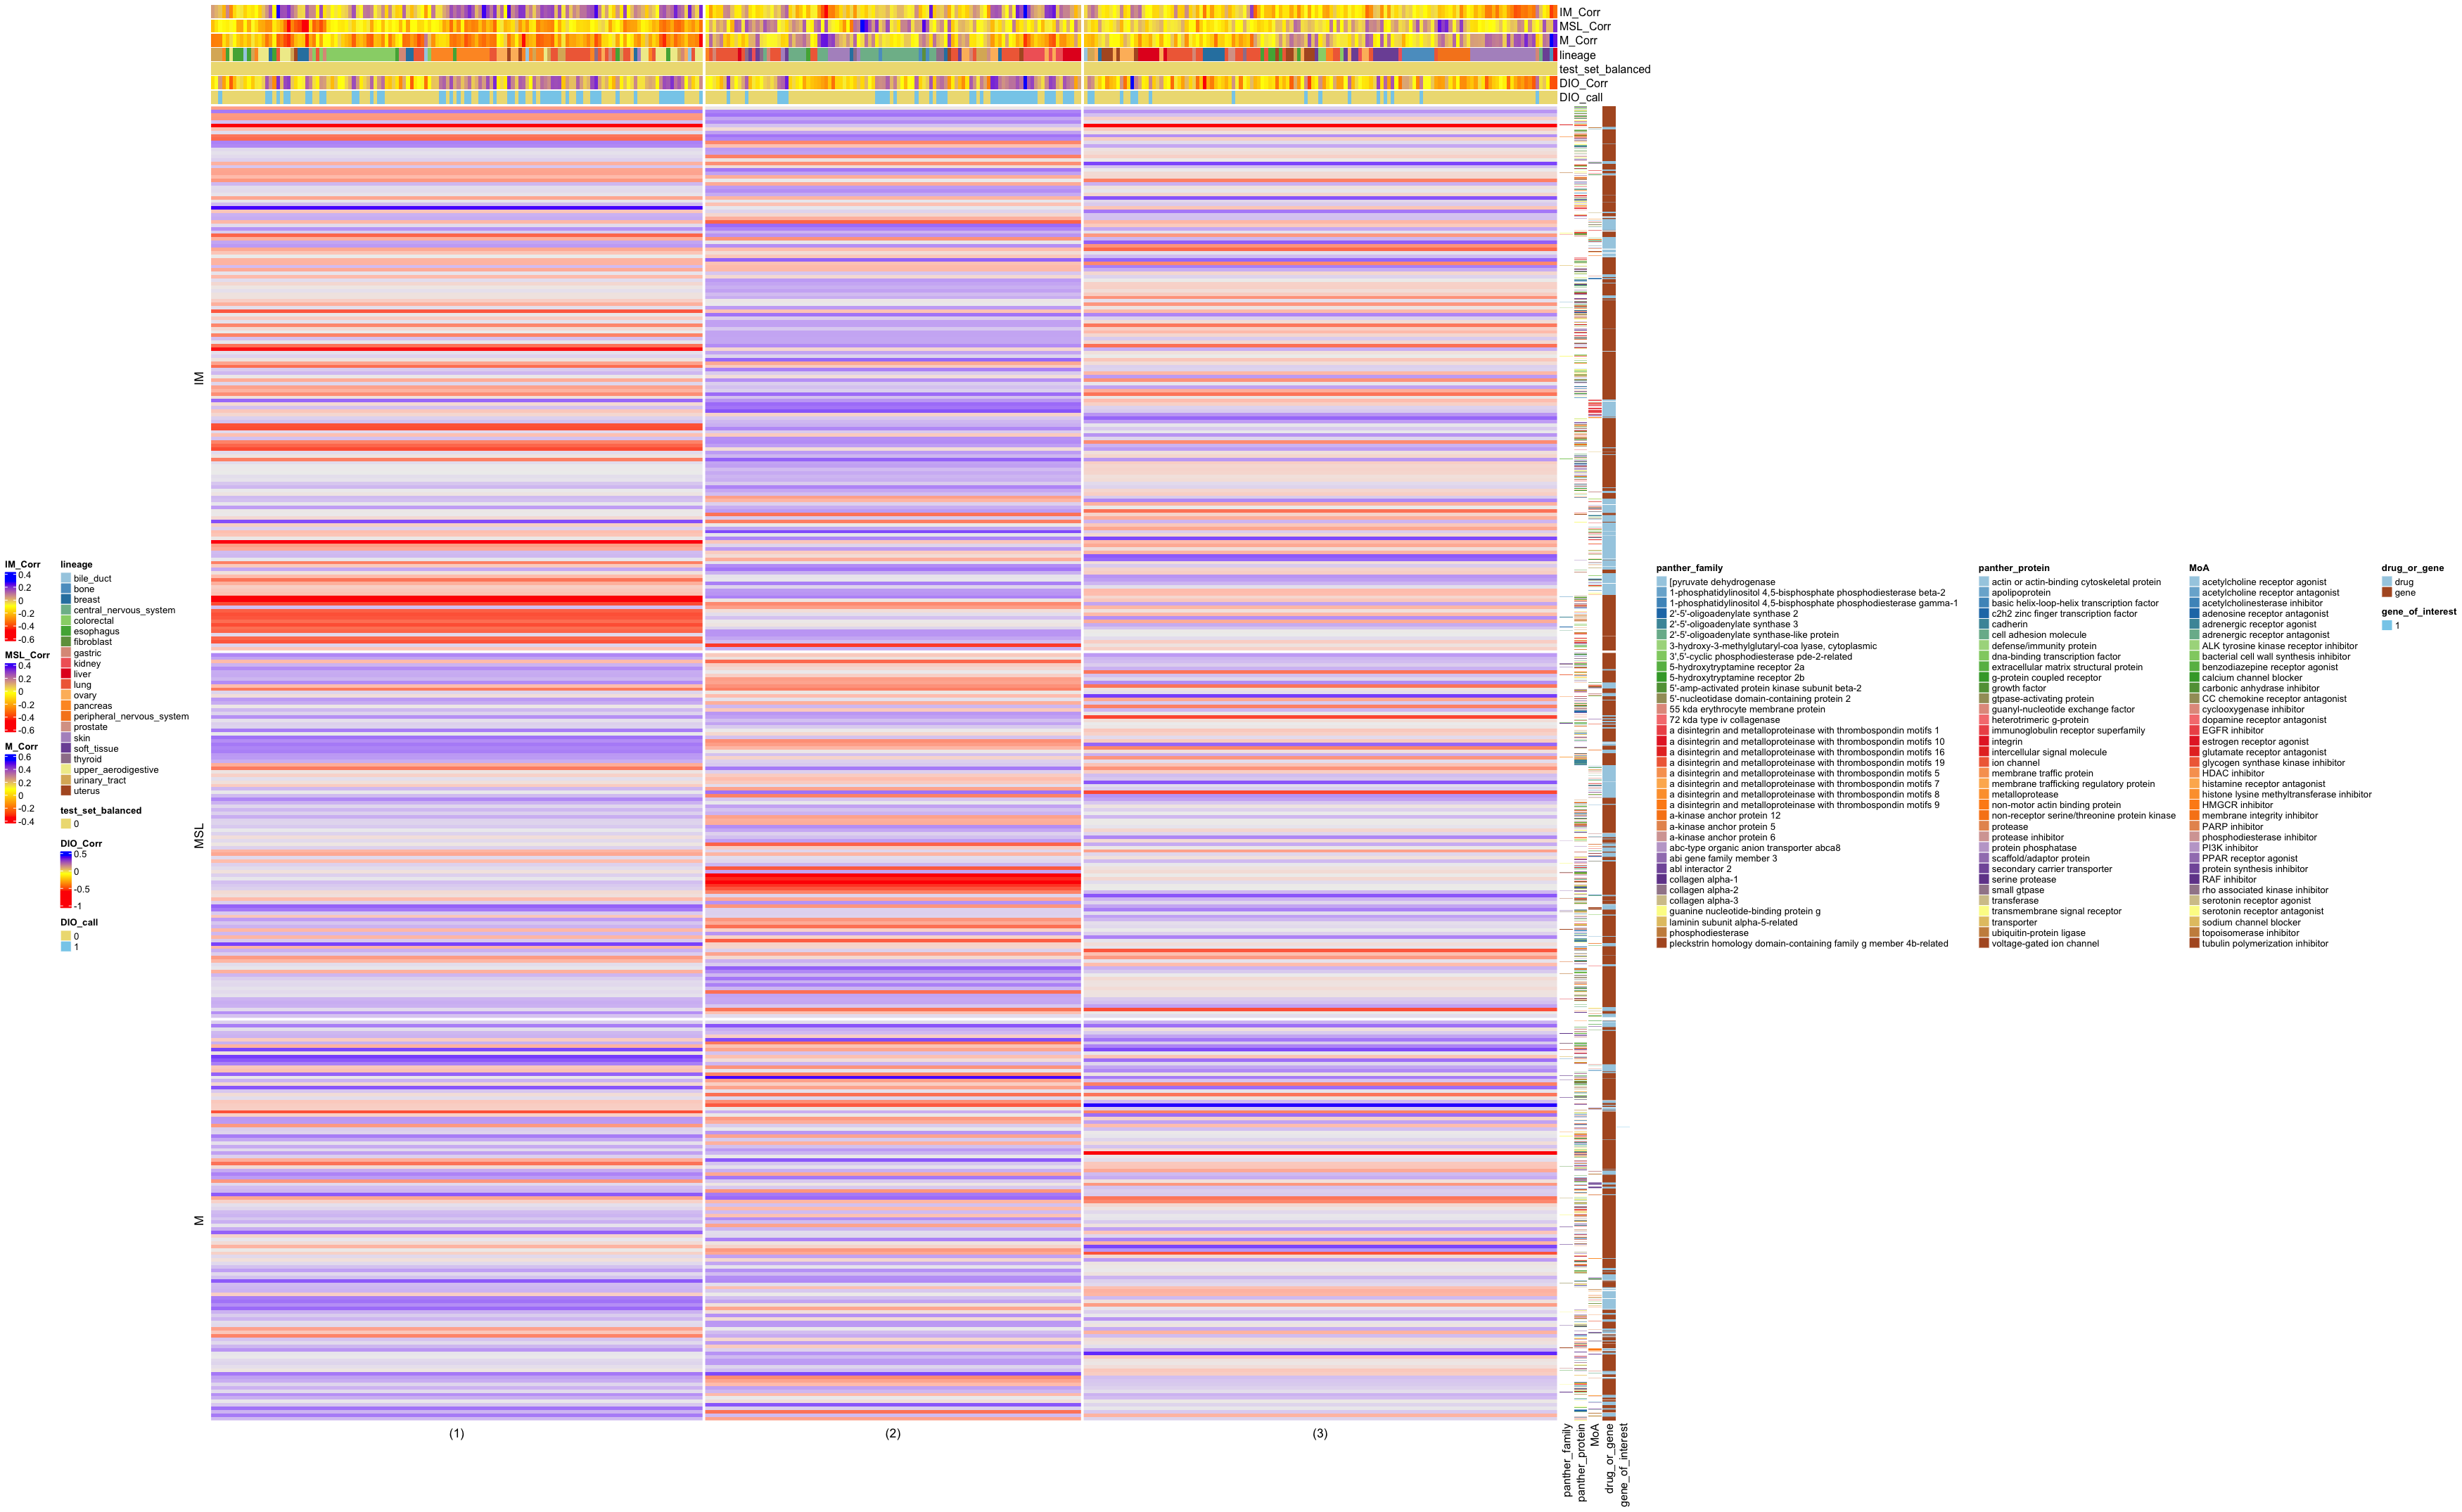 IM_Corr
MSL_Corr
M_Corr
lineage
test_set_balanced
DIO_Corr
DIO_call
IM
MSL
M
(1)
(2)
(3)
panther_family
panther_protein
MoA
drug_or_gene
gene_of_interest
IM_Corr
0.4
0.2
0
-0.2
-0.4
-0.6
MSL_Corr
0.4
0.2
0
-0.2
-0.4
-0.6
M_Corr
0.6
0.4
0.2
0
-0.2
-0.4
lineage
bile_duct
bone
breast
central_nervous_system
colorectal
esophagus
fibroblast
gastric
kidney
liver
lung
ovary
pancreas
peripheral_nervous_system
prostate
skin
soft_tissue
thyroid
upper_aerodigestive
urinary_tract
uterus
test_set_balanced
0
DIO_Corr
0.5
0
-0.5
-1
DIO_call
0
1
panther_family
[pyruvate dehydrogenase
1-phosphatidylinositol 4,5-bisphosphate phosphodiesterase beta-2
1-phosphatidylinositol 4,5-bisphosphate phosphodiesterase gamma-1
2'-5'-oligoadenylate synthase 2
2'-5'-oligoadenylate synthase 3
2'-5'-oligoadenylate synthase-like protein
3-hydroxy-3-methylglutaryl-coa lyase, cytoplasmic
3',5'-cyclic phosphodiesterase pde-2-related
5-hydroxytryptamine receptor 2a
5-hydroxytryptamine receptor 2b
5'-amp-activated protein kinase subunit beta-2
5'-nucleotidase domain-containing protein 2
55 kda erythrocyte membrane protein
72 kda type iv collagenase
a disintegrin and metalloproteinase with thrombospondin motifs 1
a disintegrin and metalloproteinase with thrombospondin motifs 10
a disintegrin and metalloproteinase with thrombospondin motifs 16
a disintegrin and metalloproteinase with thrombospondin motifs 19
a disintegrin and metalloproteinase with thrombospondin motifs 5
a disintegrin and metalloproteinase with thrombospondin motifs 7
a disintegrin and metalloproteinase with thrombospondin motifs 8
a disintegrin and metalloproteinase with thrombospondin motifs 9
a-kinase anchor protein 12
a-kinase anchor protein 5
a-kinase anchor protein 6
abc-type organic anion transporter abca8
abi gene family member 3
abl interactor 2
collagen alpha-1
collagen alpha-2
collagen alpha-3
guanine nucleotide-binding protein g
laminin subunit alpha-5-related
phosphodiesterase
pleckstrin homology domain-containing family g member 4b-related
panther_protein
actin or actin-binding cytoskeletal protein
apolipoprotein
basic helix-loop-helix transcription factor
c2h2 zinc finger transcription factor
cadherin
cell adhesion molecule
defense/immunity protein
dna-binding transcription factor
extracellular matrix structural protein
g-protein coupled receptor
growth factor
gtpase-activating protein
guanyl-nucleotide exchange factor
heterotrimeric g-protein
immunoglobulin receptor superfamily
integrin
intercellular signal molecule
ion channel
membrane traffic protein
membrane trafficking regulatory protein
metalloprotease
non-motor actin binding protein
non-receptor serine/threonine protein kinase
protease
protease inhibitor
protein phosphatase
scaffold/adaptor protein
secondary carrier transporter
serine protease
small gtpase
transferase
transmembrane signal receptor
transporter
ubiquitin-protein ligase
voltage-gated ion channel
MoA
acetylcholine receptor agonist
acetylcholine receptor antagonist
acetylcholinesterase inhibitor
adenosine receptor antagonist
adrenergic receptor agonist
adrenergic receptor antagonist
ALK tyrosine kinase receptor inhibitor
bacterial cell wall synthesis inhibitor
benzodiazepine receptor agonist
calcium channel blocker
carbonic anhydrase inhibitor
CC chemokine receptor antagonist
cyclooxygenase inhibitor
dopamine receptor antagonist
EGFR inhibitor
estrogen receptor agonist
glutamate receptor antagonist
glycogen synthase kinase inhibitor
HDAC inhibitor
histamine receptor antagonist
histone lysine methyltransferase inhibitor
HMGCR inhibitor
membrane integrity inhibitor
PARP inhibitor
phosphodiesterase inhibitor
PI3K inhibitor
PPAR receptor agonist
protein synthesis inhibitor
RAF inhibitor
rho associated kinase inhibitor
serotonin receptor agonist
serotonin receptor antagonist
sodium channel blocker
topoisomerase inhibitor
tubulin polymerization inhibitor
drug_or_gene
drug
gene
gene_of_interest
1